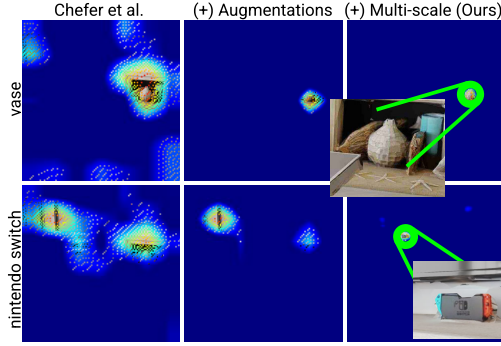 Chefer et al. (+) Augmentations (+) Multi-scale (Ours)
vase
nintendo switch